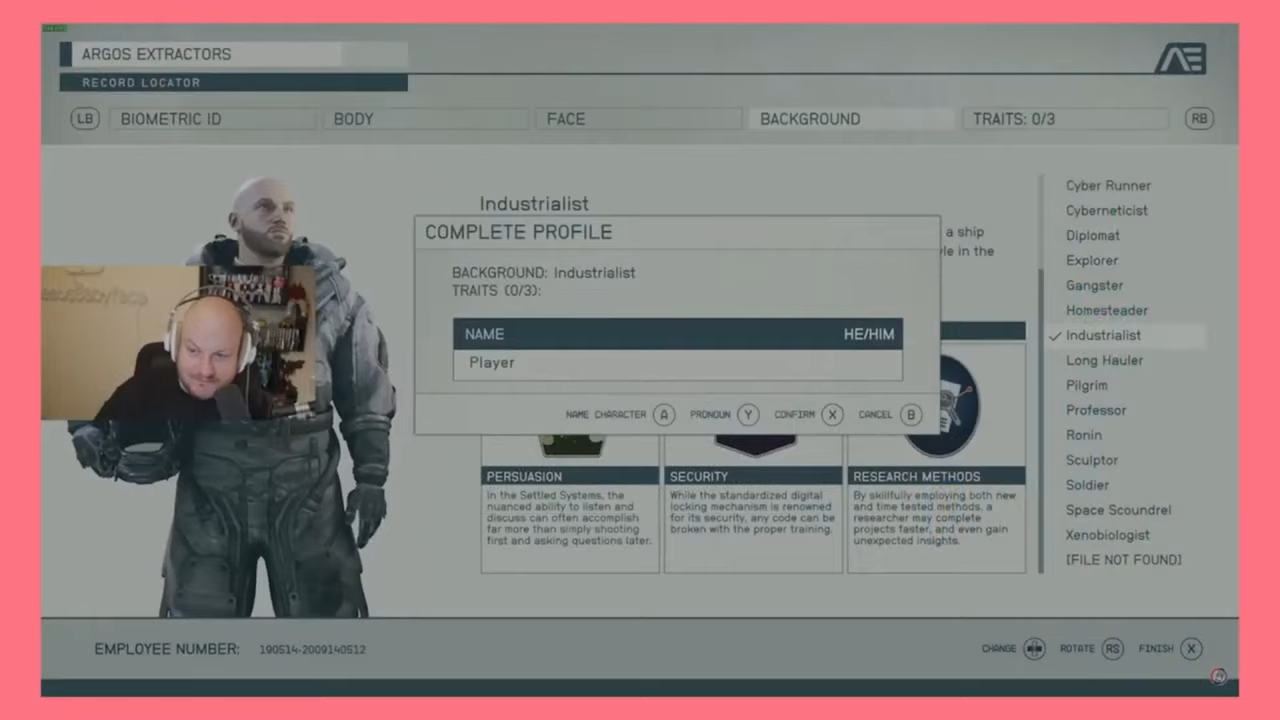 ARGOS EXTRACTORS
RECORD LOCATOR
LB BIOMETRIC ID BODY FACE BACKGROUND TRAITS: 0/3 RB
Industrialist
a ship
in the
COMPLETE PROFILE
BACKGROUND: Industrialist
TRAITS (0/3):
NAME HE/HIM
Player
NAME CHARACTER A PRONOUN Y CONFIRM X CANCEL B
PERSUASION
In the Settled Systems, the
nuanced ability to listen and
discuss can often accomplish
far more than simply shooting
first and asking questions later.
SECURITY
While the standardized digital
locking mechanism is renowned
for its security, any code can be
broken with the proper training.
RESEARCH METHODS
By skillfully employing both new
and time tested methods, a
researcher may complete
projects faster, and even gain
unexpected insights.
Cyber Runner
Cyberneticist
Diplomat
Explorer
Gangster
Homesteader
Industrialist
Long Hauler
Pilgrim
Professor
Ronin
Sculptor
Soldier
Space Scoundrel
Xenobiologist
[FILE NOT FOUND]
EMPLOYEE NUMBER: 190514-2009140512
CHANGE ROTATE RS FINISH X